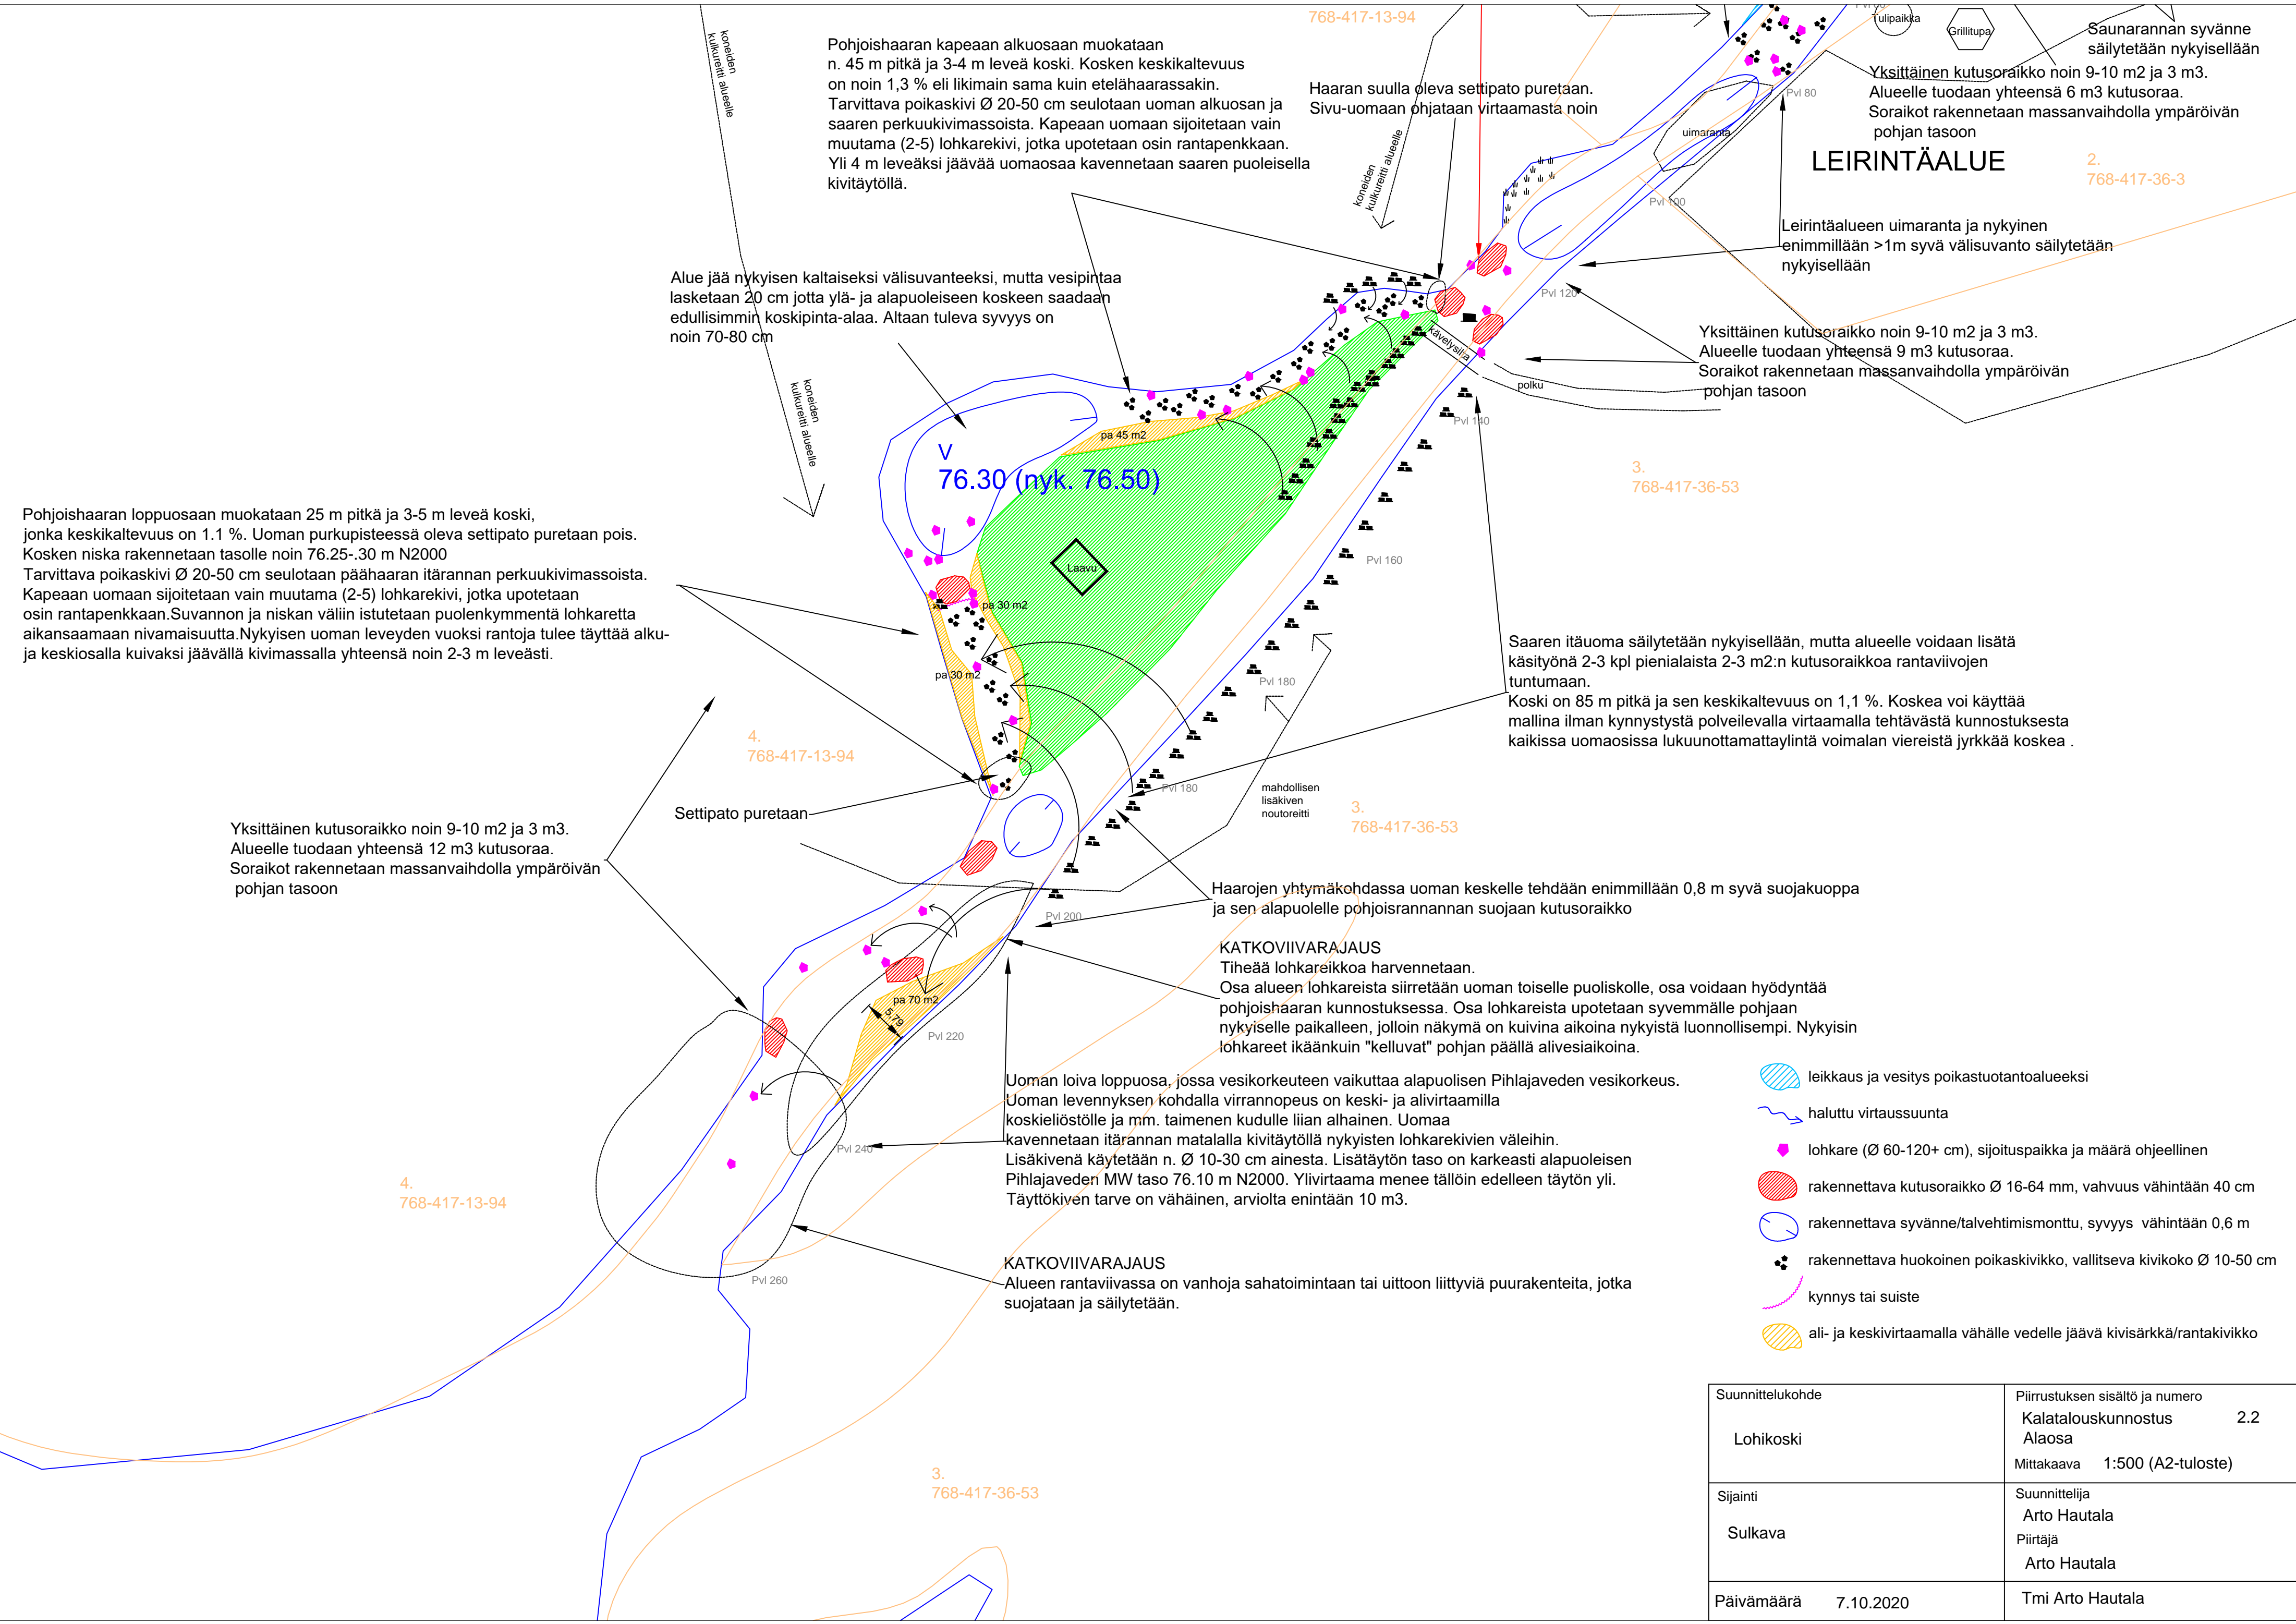 768-417-13-94
koneiden
kulkureitti alueelle
Pohjoishaaran kapeaan alkuosaan muokataan
n. 45 m pitkä ja 3-4 m leveä koski. Kosken keskikaltevuus
on noin 1,3 % eli likimain sama kuin etelähaarassakin.
Tarvittava poikaskivi Ø 20-50 cm seulotaan uoman alkuosan ja
saaren perkuukivimassoista. Kapeaan uomaan sijoitetaan vain
muutama (2-5) lohkarekivi, jotka upotetaan osin rantapenkkaan.
Yli 4 m leveäksi jäävää uomaosaa kavennetaan saaren puoleisella
kivitäytöllä.
Haaran suulla oleva settipato puretaan.
Sivu-uomaan ohjataan virtaamasta noin
koneiden
kulkureitti alueelle
Tulipaikka
Grillitupa
Saunarannan syvänne
säilytetään nykyisellään
Yksittäinen kutusoraikko noin 9-10 m2 ja 3 m3.
Alueelle tuodaan yhteensä 6 m3 kutusoraa.
Soraikot rakennetaan massanvaihdolla ympäröivän
pohjan tasoon
Pvl 80
uimaranta
LEIRINTÄALUE
2.
768-417-36-3
Pvl 100
Leirintäalueen uimaranta ja nykyinen
enimmillään >1m syvä välisuvanto säilytetään
nykyisellään
Alue jää nykyisen kaltaiseksi välisuvanteeksi, mutta vesipintaa
lasketaan 20 cm jotta ylä- ja alapuoleiseen koskeen saadaan
edullisimmin koskipinta-alaa. Altaan tuleva syvyys on
noin 70-80 cm
Pvl 120
Yksittäinen kutusoraikko noin 9-10 m2 ja 3 m3.
Alueelle tuodaan yhteensä 9 m3 kutusoraa.
Soraikot rakennetaan massanvaihdolla ympäröivän
pohjan tasoon
kävelysilta
polku
koneiden
kulkureitti alueelle
pa 45 m2
Pvl 140
V
76.30 (nyk. 76.50)
3.
768-417-36-53
Pohjoishaaran loppuosaan muokataan 25 m pitkä ja 3-5 m leveä koski,
jonka keskikaltevuus on 1.1 %. Uoman purkupisteessä oleva settipato puretaan pois.
Kosken niska rakennetaan tasolle noin 76.25-.30 m N2000
Tarvittava poikaskivi Ø 20-50 cm seulotaan päähaaran itärannan perkuukivimassoista.
Kapeaan uomaan sijoitetaan vain muutama (2-5) lohkarekivi, jotka upotetaan
osin rantapenkkaan.Suvannon ja niskan väliin istutetaan puolenkymmentä lohkaretta
aikansaamaan nivamaisuutta.Nykyisen uoman leveyden vuoksi rantoja tulee täyttää alku-
ja keskiosalla kuivaksi jäävällä kivimassalla yhteensä noin 2-3 m leveästi.
Laavu
Pvl 160
pa 30 m2
pa 30 m2
Pvl 180
Saaren itäuoma säilytetään nykyisellään, mutta alueelle voidaan lisätä
käsityönä 2-3 kpl pienialaista 2-3 m2:n kutusoraikkoa rantaviivojen
tuntumaan.
Koski on 85 m pitkä ja sen keskikaltevuus on 1,1 %. Koskea voi käyttää
mallina ilman kynnystystä polveilevalla virtaamalla tehtävästä kunnostuksesta
kaikissa uomaosissa lukuunottamattaylintä voimalan viereistä jyrkkää koskea .
4.
768-417-13-94
Pvl 180
mahdollisen
lisäkiven
noutoreitti
Settipato puretaan
3.
768-417-36-53
Yksittäinen kutusoraikko noin 9-10 m2 ja 3 m3.
Alueelle tuodaan yhteensä 12 m3 kutusoraa.
Soraikot rakennetaan massanvaihdolla ympäröivän
pohjan tasoon
Haarojen yhtymäkohdassa uoman keskelle tehdään enimmillään 0,8 m syvä suojakuoppa
ja sen alapuolelle pohjoisrannannan suojaan kutusoraikko
Pvl 200
KATKOVIIVARAJAUS
Tiheää lohkareikkoa harvennetaan.
Osa alueen lohkareista siirretään uoman toiselle puoliskolle, osa voidaan hyödyntää
pohjoishaaran kunnostuksessa. Osa lohkareista upotetaan syvemmälle pohjaan
nykyiselle paikalleen, jolloin näkymä on kuivina aikoina nykyistä luonnollisempi. Nykyisin
lohkareet ikäänkuin "kelluvat" pohjan päällä alivesiaikoina.
pa 70 m2
5,79
Pvl 220
Uoman loiva loppuosa, jossa vesikorkeuteen vaikuttaa alapuolisen Pihlajaveden vesikorkeus.
Uoman levennyksen kohdalla virrannopeus on keski- ja alivirtaamilla
koskieliöstölle ja mm. taimenen kudulle liian alhainen. Uomaa
kavennetaan itärannan matalalla kivitäytöllä nykyisten lohkarekivien väleihin.
Lisäkivenä käytetään n. Ø 10-30 cm ainesta. Lisätäytön taso on karkeasti alapuoleisen
Pihlajaveden MW taso 76.10 m N2000. Ylivirtaama menee tällöin edelleen täytön yli.
Täyttökiven tarve on vähäinen, arviolta enintään 10 m3.
Pvl 240
4.
768-417-13-94
KATKOVIIVARAJAUS
Alueen rantaviivassa on vanhoja sahatoimintaan tai uittoon liittyviä puurakenteita, jotka
suojataan ja säilytetään.
Pvl 260
leikkaus ja vesitys poikastuotantoalueeksi
haluttu virtaussuunta
lohkare (Ø 60-120+ cm), sijoituspaikka ja määrä ohjeellinen
rakennettava kutusoraikko Ø 16-64 mm, vahvuus vähintään 40 cm
rakennettava syvänne/talvehtimismonttu, syvyys vähintään 0,6 m
rakennettava huokoinen poikaskivikko, vallitseva kivikoko Ø 10-50 cm
kynnys tai suiste
ali- ja keskivirtaamalla vähälle vedelle jäävä kivisärkkä/rantakivikko
3.
768-417-36-53
Suunnittelukohde
Lohikoski
Piirrustuksen sisältö ja numero
Kalatalouskunnostus 2.2
Alaosa
Mittakaava 1:500 (A2-tuloste)
Sijainti
Sulkava
Suunnittelija
Arto Hautala
Piirtäjä
Arto Hautala
Päivämäärä 7.10.2020
Tmi Arto Hautala